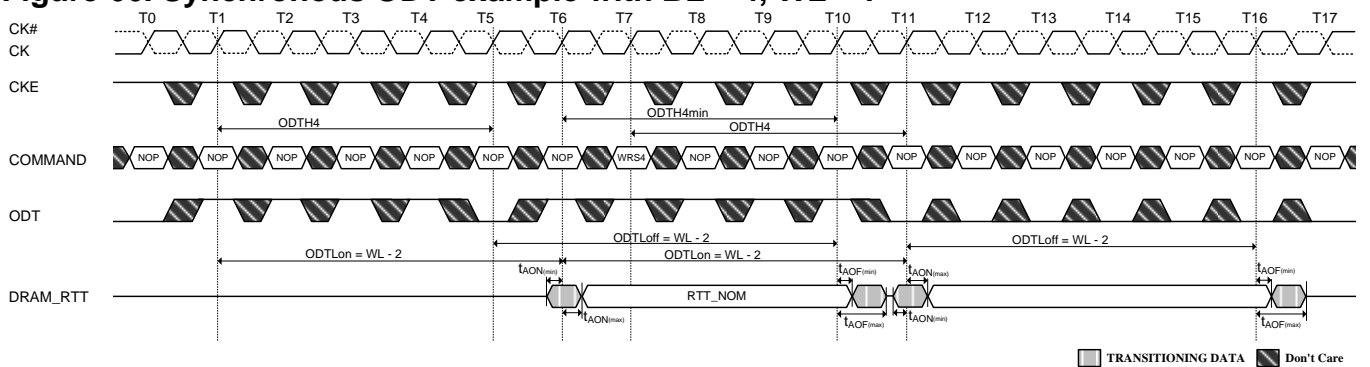 Synchronous ODT example with BL = 4, WL = 7
T0 T1 T2 T3 T4 T5 T6 T7 T8 T9 T10 T11 T12 T13 T14 T15 T16 T17
CK#
CK
CKE
ODTH4 ODTH4min
ODTH4
COMMAND NOP NOP NOP NOP NOP NOP NOP WRS4 NOP NOP NOP NOP NOP NOP NOP NOP NOP NOP
ODT
ODTLoff = WL - 2 ODTLoff = WL - 2
ODTLon = WL - 2 ODTLon = WL - 2
tAON(min) tAOF(min) tAON(max) tAOF(min)
DRAM_RTT RTT_NOM
tAON(max) tAOF(max) tAON(min) tAOF(max)
TRANSITIONING DATA Don't Care